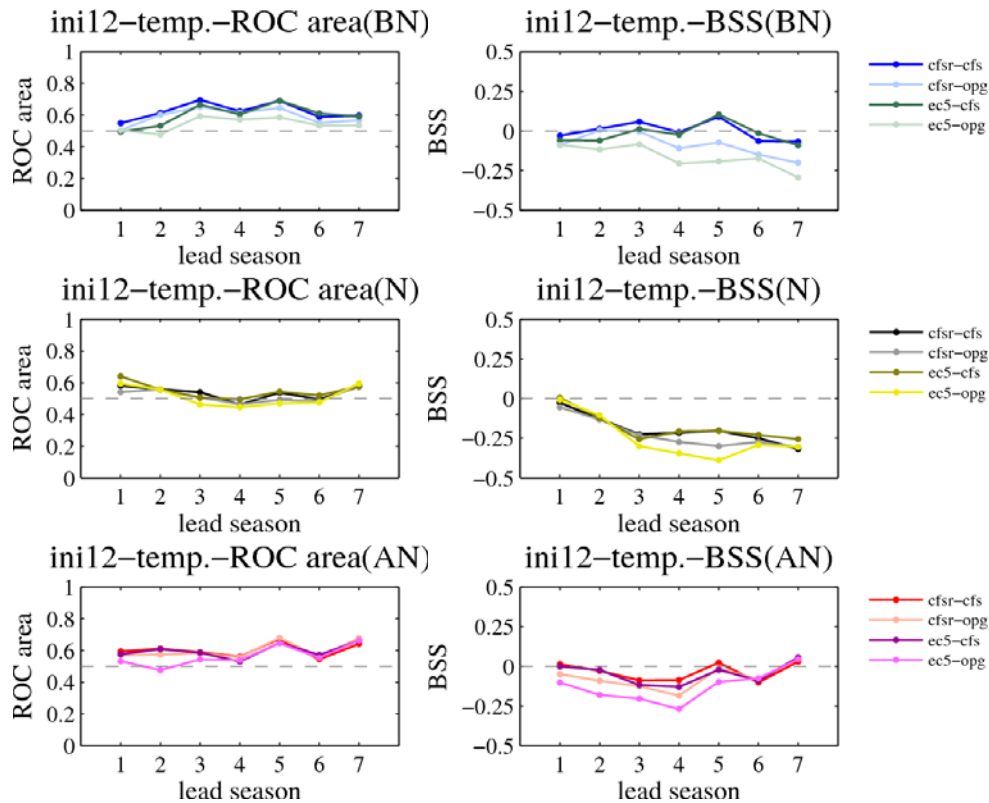 ini12−temp.−ROC area(BN)
ROC area
1
0.8
0.6
0.4
0.2
0
1 2 3 4 5 6 7
lead season
ini12−temp.−BSS(BN)
BSS
0.5
0.25
0
−0.25
−0.5
1 2 3 4 5 6 7
lead season
cfsr−cfs
cfsr−opg
ec5−cfs
ec5−opg
ini12−temp.−ROC area(N)
ROC area
1
0.8
0.6
0.4
0.2
0
1 2 3 4 5 6 7
lead season
ini12−temp.−BSS(N)
BSS
0.5
0.25
0
−0.25
−0.5
1 2 3 4 5 6 7
lead season
cfsr−cfs
cfsr−opg
ec5−cfs
ec5−opg
ini12−temp.−ROC area(AN)
ROC area
1
0.8
0.6
0.4
0.2
0
1 2 3 4 5 6 7
lead season
ini12−temp.−BSS(AN)
BSS
0.5
0.25
0
−0.25
−0.5
1 2 3 4 5 6 7
lead season
cfsr−cfs
cfsr−opg
ec5−cfs
ec5−opg